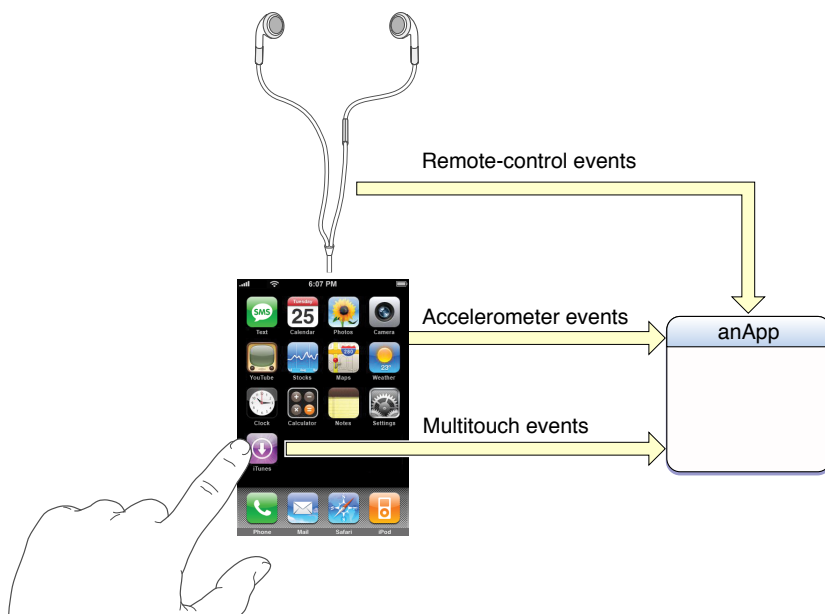 Remote-control events
6:07 PM
SMS
Tuesday
25
280
Text Calendar Photos Camera
Accelerometer events
anApp
23°
YouTube Stocks Maps Weather
Clock Calculator Notes Settings
Multitouch events
iTunes
Phone Mail Safari iPod